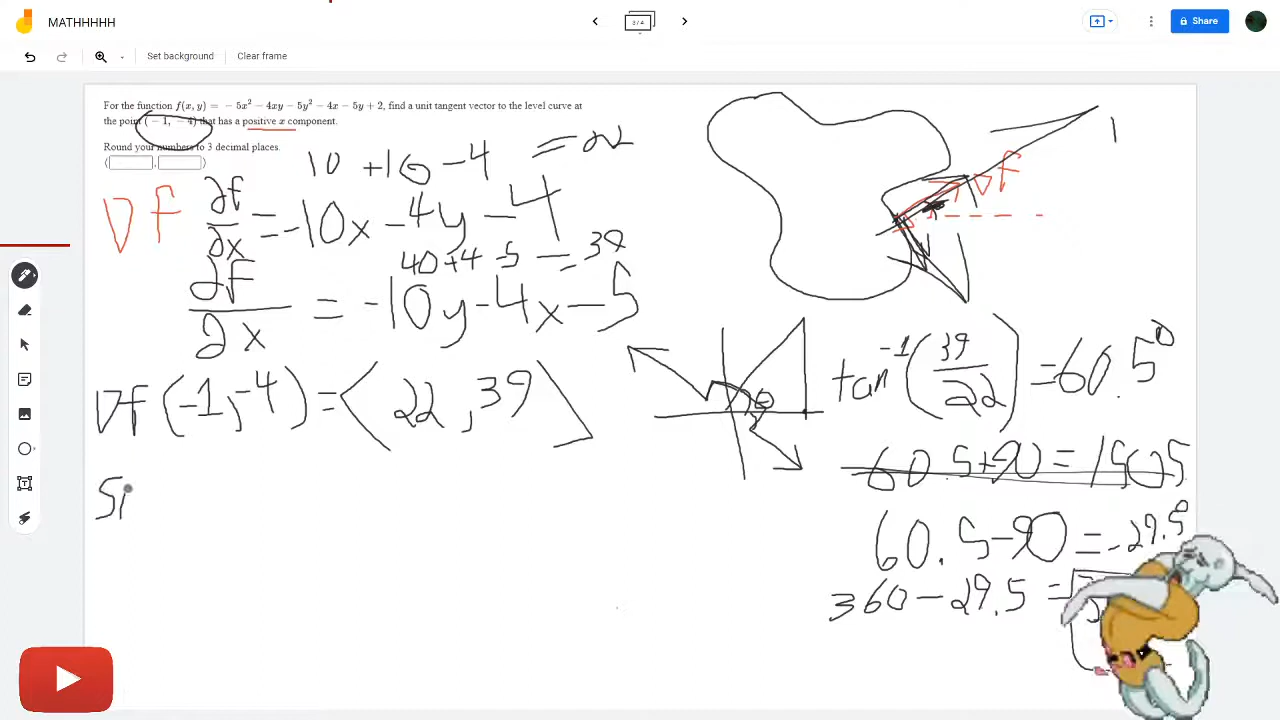 MATHHHHH
3 / 4
Share
Set background
Clear frame
For the function f(x, y) = −5x² − 4xy − 5y² − 4x − 5y + 2, find a unit tangent vector to the level curve at
the point (−1, −4) that has a positive x component.
Round your numbers to 3 decimal places.
( , )
10 + 16 − 4 = 22
∇f ∂f/∂x = −10x − 4y − 4
40 + 4 − 5 = 39
∂f/∂x = −10y − 4x − 5
∇f (−1, −4) = ⟨22, 39⟩
Si
∇f
θ
tan⁻¹(39/22) = 60.5°
60.5 + 90 = 150.5
60.5 − 90 = −29.5°
360 − 29.5 =